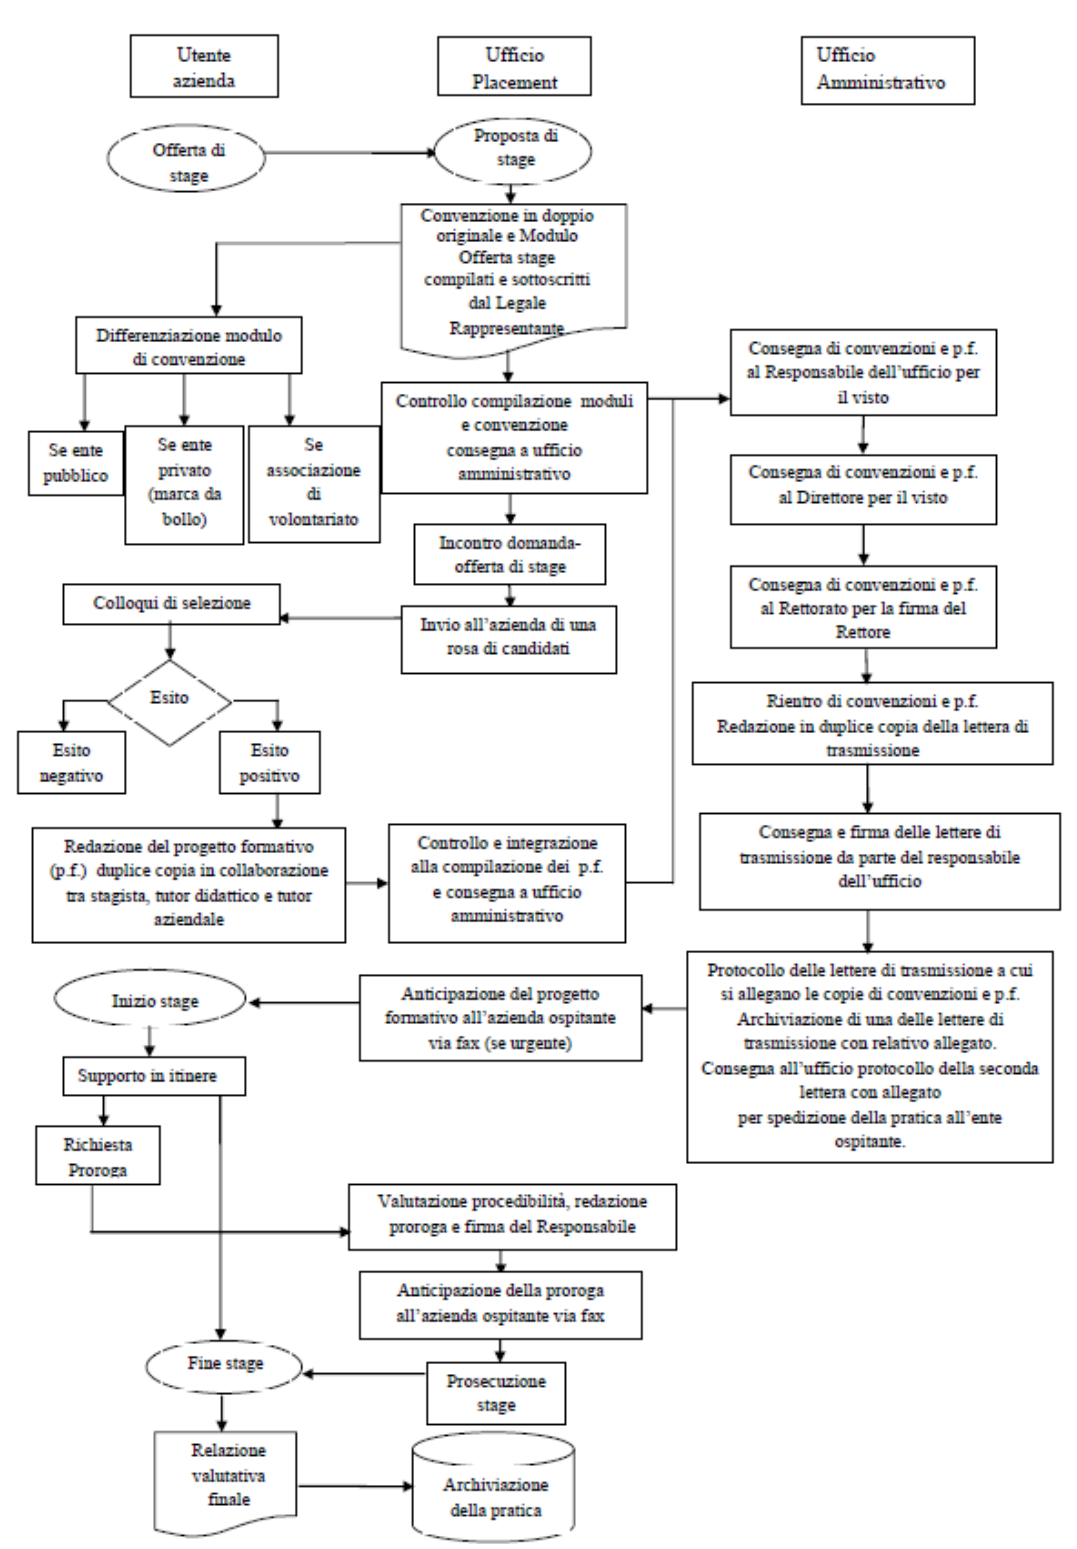 Utente
azienda
Ufficio
Placement
Ufficio
Amministrativo
Offerta di
stage
Proposta di
stage
Convenzione in doppio
originale e Modulo
Offerta stage
compilati e sottoscritti
dal Legale
Rappresentante
Differenziazione modulo
di convenzione
Se ente
pubblico
Se ente
privato
(marca da
bollo)
Se
associazione
di
volontariato
Controllo compilazione moduli
e convenzione
consegna a ufficio
amministrativo
Consegna di convenzioni e p.f.
al Responsabile dell'ufficio per
il visto
Consegna di convenzioni e p.f.
al Direttore per il visto
Incontro domanda-
offerta di stage
Consegna di convenzioni e p.f.
al Rettorato per la firma del
Rettore
Colloqui di selezione
Invio all'azienda di una
rosa di candidati
Esito
Esito
negativo
Esito
positivo
Rientro di convenzioni e p.f.
Redazione in duplice copia della lettera di
trasmissione
Redazione del progetto formativo
(p.f.) duplice copia in collaborazione
tra stagista, tutor didattico e tutor
aziendale
Controllo e integrazione
alla compilazione dei p.f.
e consegna a ufficio
amministrativo
Consegna e firma delle lettere di
trasmissione da parte del responsabile
dell'ufficio
Protocollo delle lettere di trasmissione a cui
si allegano le copie di convenzioni e p.f.
Archiviazione di una delle lettere di
trasmissione con relativo allegato.
Consegna all'ufficio protocollo della seconda
lettera con allegato
per spedizione della pratica all'ente
ospitante.
Anticipazione del progetto
formativo all'azienda ospitante
via fax (se urgente)
Inizio stage
Supporto in itinere
Richiesta
Proroga
Valutazione procedibilità, redazione
proroga e firma del Responsabile
Anticipazione della proroga
all'azienda ospitante via fax
Fine stage
Prosecuzione
stage
Relazione
valutativa
finale
Archiviazione
della pratica